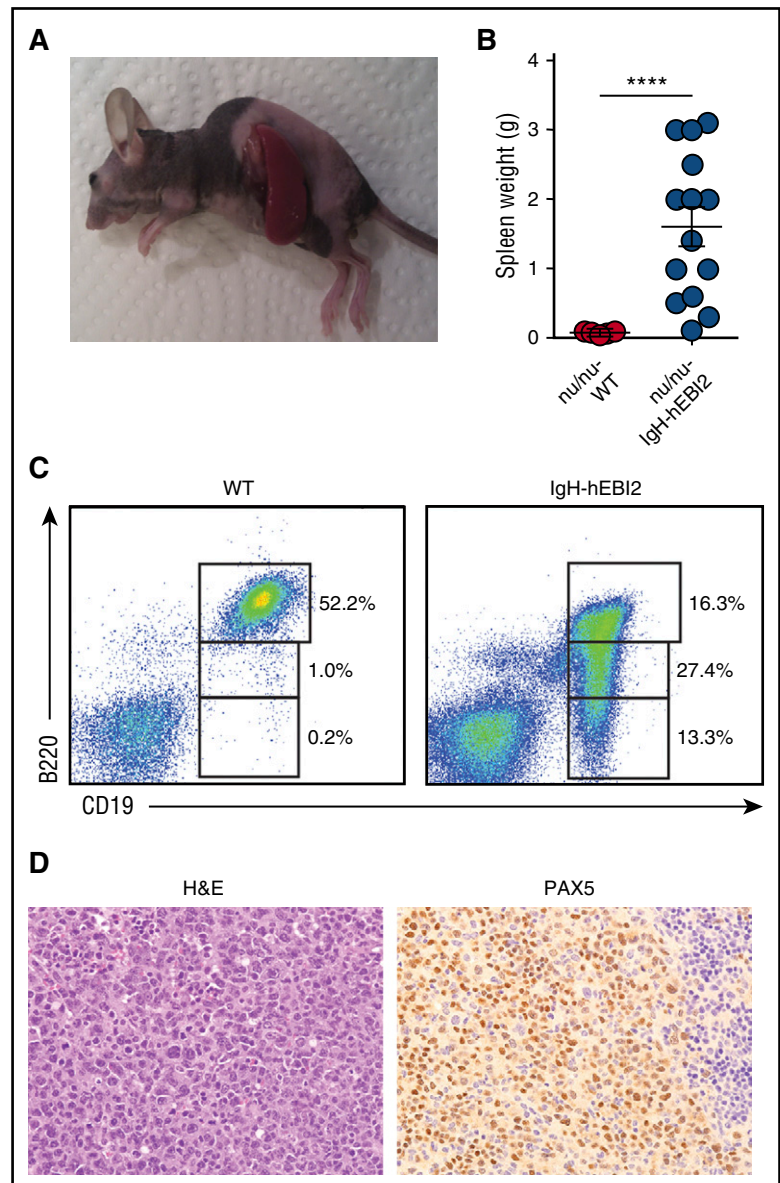 A
B
Spleen weight (g)
4
3
2
1
0
****
nu/nu-
WT
nu/nu-
IgH-hEBI2
C
WT
IgH-hEBI2
52.2%
1.0%
0.2%
16.3%
27.4%
13.3%
B220
CD19
D
H&E
PAX5